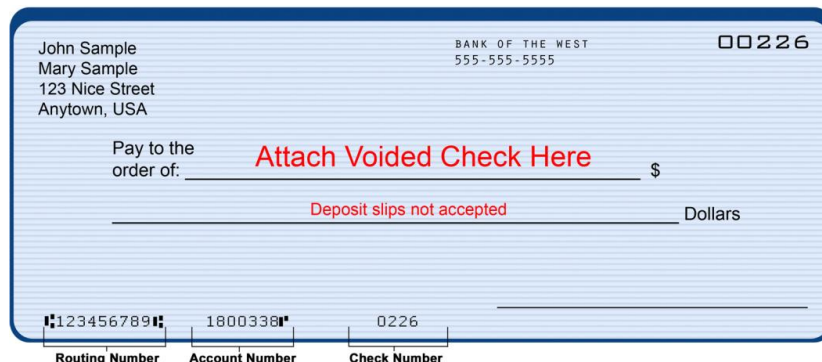 John Sample
Mary Sample
123 Nice Street
Anytown, USA
BANK OF THE WEST
555-555-5555
00226
Pay to the
order of: Attach Voided Check Here $
Deposit slips not accepted Dollars
⑆123456789⑆ 1800338⑈ 0226
Routing Number Account Number Check Number